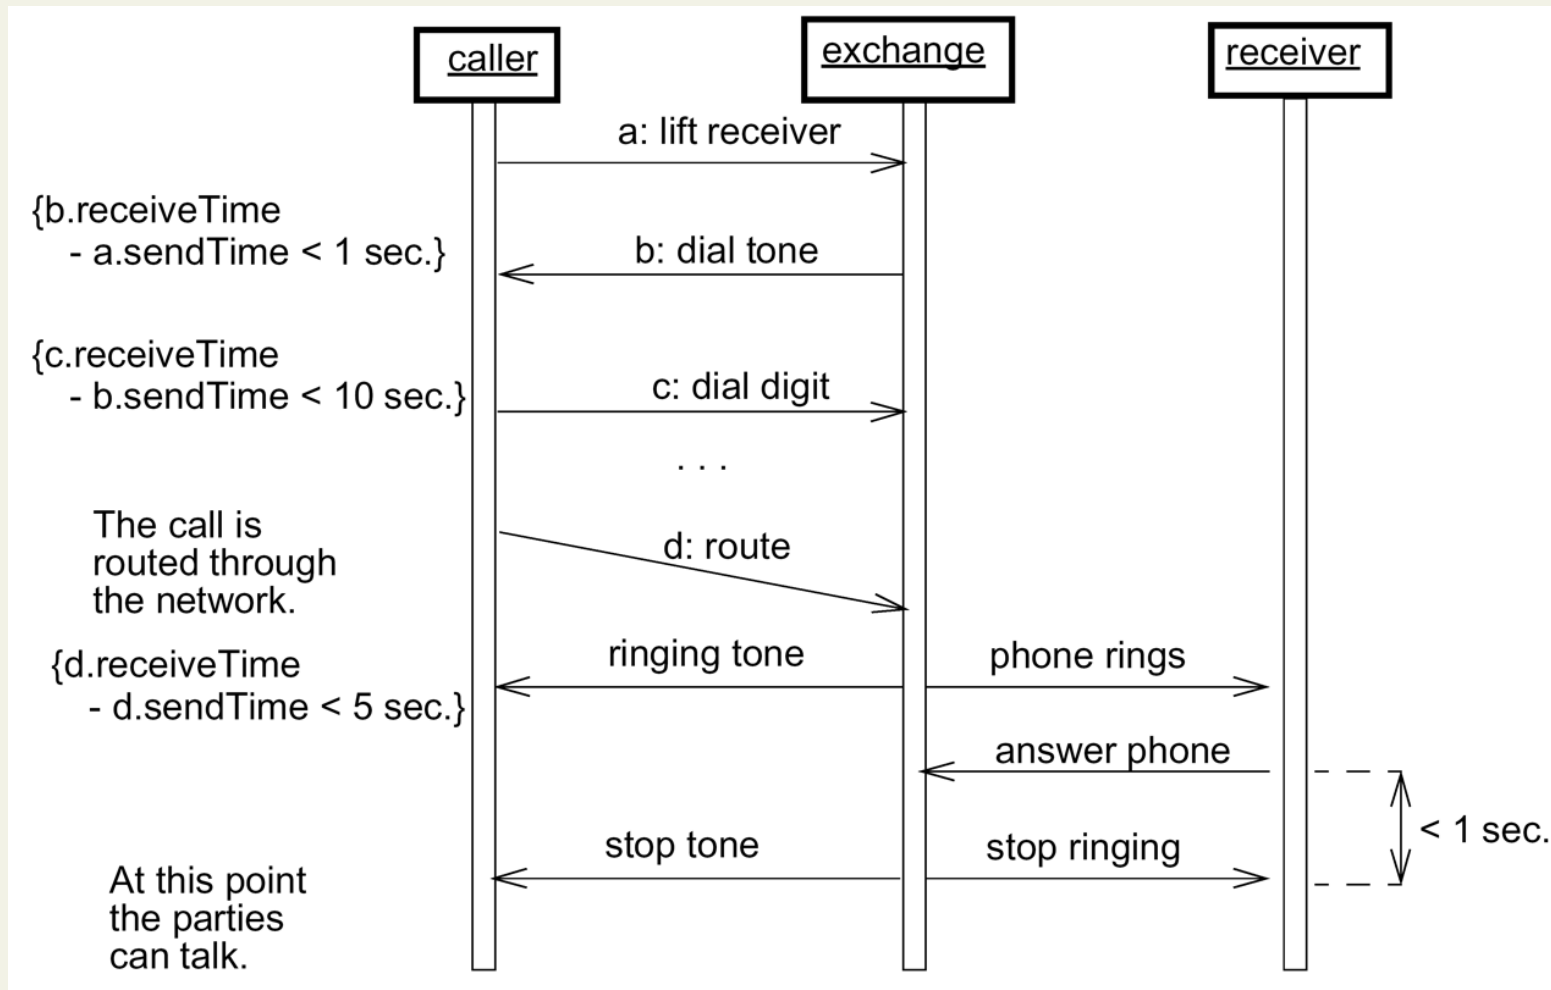 caller
exchange
receiver
a: lift receiver
{b.receiveTime
- a.sendTime < 1 sec.}
b: dial tone
{c.receiveTime
- b.sendTime < 10 sec.}
c: dial digit
. . .
The call is
routed through
the network.
d: route
{d.receiveTime
- d.sendTime < 5 sec.}
ringing tone
phone rings
answer phone
< 1 sec.
stop tone
stop ringing
At this point
the parties
can talk.